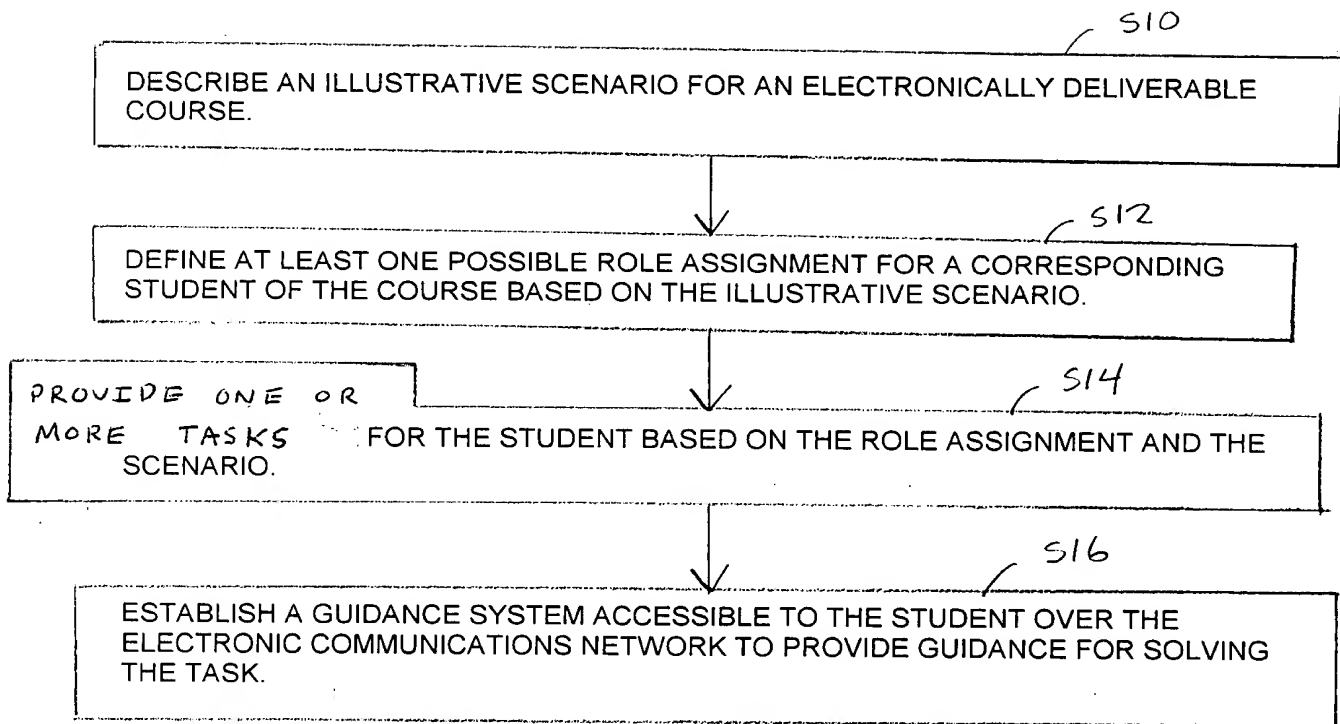 S10
DESCRIBE AN ILLUSTRATIVE SCENARIO FOR AN ELECTRONICALLY DELIVERABLE
COURSE.
S12
DEFINE AT LEAST ONE POSSIBLE ROLE ASSIGNMENT FOR A CORRESPONDING
STUDENT OF THE COURSE BASED ON THE ILLUSTRATIVE SCENARIO.
S14
PROVIDE ONE OR
MORE TASKS FOR THE STUDENT BASED ON THE ROLE ASSIGNMENT AND THE
SCENARIO.
S16
ESTABLISH A GUIDANCE SYSTEM ACCESSIBLE TO THE STUDENT OVER THE
ELECTRONIC COMMUNICATIONS NETWORK TO PROVIDE GUIDANCE FOR SOLVING
THE TASK.